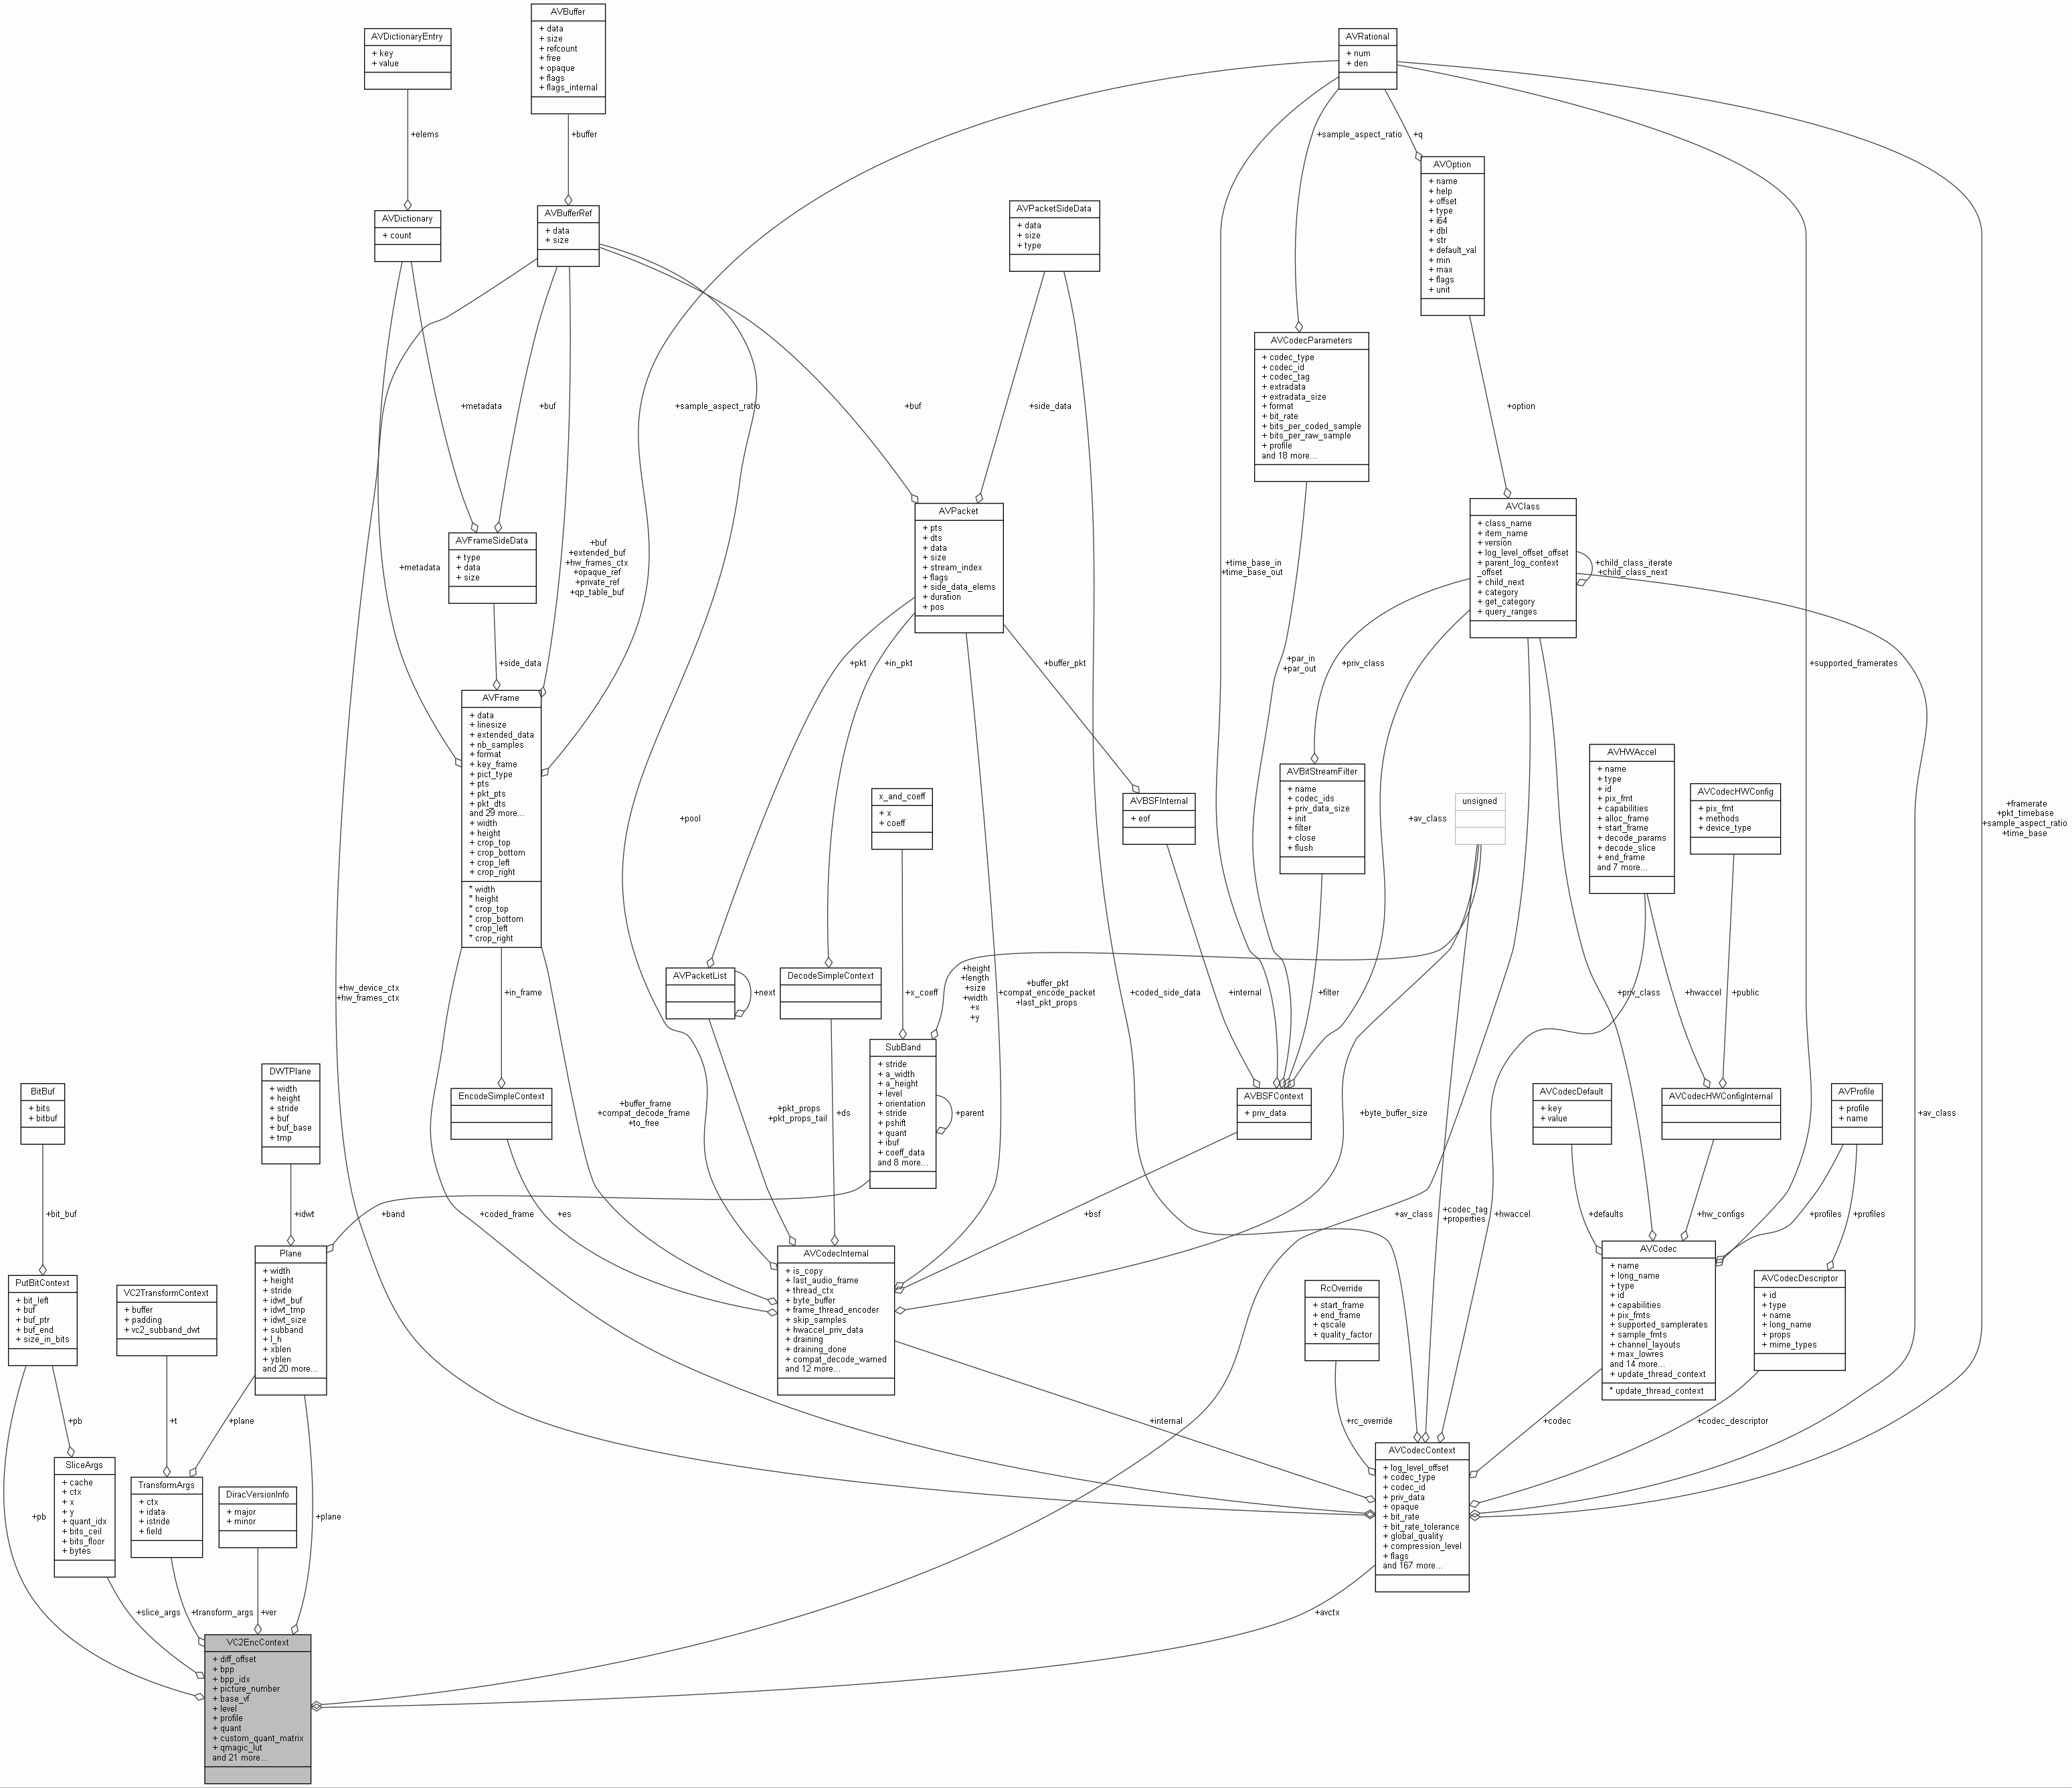 AVBuffer
+ data
+ size
+ refcount
+ free
+ opaque
+ flags
+ flags_internal
AVDictionaryEntry
+ key
+ value
AVRational
+ num
+ den
+elems
+buffer
+sample_aspect_ratio
+q
AVOption
+ name
+ help
+ offset
+ type
+ i64
+ dbl
+ str
+ default_val
+ min
+ max
+ flags
+ unit
AVDictionary
+ count
AVBufferRef
+ data
+ size
AVPacketSideData
+ data
+ size
+ type
AVCodecParameters
+ codec_type
+ codec_id
+ codec_tag
+ extradata
+ extradata_size
+ format
+ bit_rate
+ bits_per_coded_sample
+ bits_per_raw_sample
+ profile
and 18 more...
+metadata
+buf
+sample_aspect_ratio
+buf
+side_data
+option
AVPacket
+ pts
+ dts
+ data
+ size
+ stream_index
+ flags
+ side_data_elems
+ duration
+ pos
AVClass
+ class_name
+ item_name
+ version
+ log_level_offset_offset
+ parent_log_context
_offset
+ child_next
+ category
+ get_category
+ query_ranges
+child_class_iterate
+child_class_next
AVFrameSideData
+ type
+ data
+ size
+metadata
+buf
+extended_buf
+hw_frames_ctx
+opaque_ref
+private_ref
+qp_table_buf
+time_base_in
+time_base_out
+side_data
+pkt
+in_pkt
+buffer_pkt
+par_in
+par_out
+priv_class
+supported_framerates
AVFrame
+ data
+ linesize
+ extended_data
+ nb_samples
+ format
+ key_frame
+ pict_type
+ pts
+ pkt_pts
+ pkt_dts
and 29 more...
+ width
+ height
+ crop_top
+ crop_bottom
+ crop_left
+ crop_right
* width
* height
* crop_top
* crop_bottom
* crop_left
* crop_right
AVHWAccel
+ name
+ type
+ id
+ pix_fmt
+ capabilities
+ alloc_frame
+ start_frame
+ decode_params
+ decode_slice
+ end_frame
and 7 more...
AVBitStreamFilter
+ name
+ codec_ids
+ priv_data_size
+ init
+ filter
+ close
+ flush
AVCodecHWConfig
+ pix_fmt
+ methods
+ device_type
x_and_coeff
+ x
+ coeff
AVBSFInternal
+ eof
unsigned
+pool
+av_class
+framerate
+pkt_timebase
+sample_aspect_ratio
+time_base
AVPacketList
+next
DecodeSimpleContext
+hw_device_ctx
+hw_frames_ctx
+in_frame
+x_coeff
+height
+length
+size
+width
+x
+y
+buffer_pkt
+compat_encode_packet
+last_pkt_props
+coded_side_data
+internal
+filter
+priv_class
+hwaccel
+public
SubBand
+ stride
+ a_width
+ a_height
+ level
+ orientation
+ stride
+ pshift
+ quant
+ ibuf
+ coeff_data
and 8 more...
+parent
DWTPlane
+ width
+ height
+ stride
+ buf
+ buf_base
+ tmp
BitBuf
+ bits
+ bitbuf
EncodeSimpleContext
+buffer_frame
+compat_decode_frame
+to_free
+pkt_props
+pkt_props_tail
+ds
AVBSFContext
+ priv_data
+byte_buffer_size
AVCodecDefault
+ key
+ value
AVCodecHWConfigInternal
AVProfile
+ profile
+ name
+av_class
+bit_buf
+idwt
+band
+coded_frame
+es
+bsf
+av_class
+codec_tag
+properties
+hwaccel
+defaults
+hw_configs
+profiles
+profiles
Plane
+ width
+ height
+ stride
+ idwt_buf
+ idwt_tmp
+ idwt_size
+ subband
+ l_h
+ xblen
+ yblen
and 20 more...
AVCodecInternal
+ is_copy
+ last_audio_frame
+ thread_ctx
+ byte_buffer
+ frame_thread_encoder
+ skip_samples
+ hwaccel_priv_data
+ draining
+ draining_done
+ compat_decode_warned
and 12 more...
AVCodec
+ name
+ long_name
+ type
+ id
+ capabilities
+ pix_fmts
+ supported_samplerates
+ sample_fmts
+ channel_layouts
+ max_lowres
and 14 more...
+ update_thread_context
* update_thread_context
AVCodecDescriptor
+ id
+ type
+ name
+ long_name
+ props
+ mime_types
PutBitContext
+ bit_left
+ buf
+ buf_ptr
+ buf_end
+ size_in_bits
VC2TransformContext
+ buffer
+ padding
+ vc2_subband_dwt
RcOverride
+ start_frame
+ end_frame
+ qscale
+ quality_factor
+pb
+t
+plane
+internal
+rc_override
+codec
+codec_descriptor
SliceArgs
+ cache
+ ctx
+ x
+ y
+ quant_idx
+ bits_ceil
+ bits_floor
+ bytes
TransformArgs
+ ctx
+ idata
+ istride
+ field
DiracVersionInfo
+ major
+ minor
AVCodecContext
+ log_level_offset
+ codec_type
+ codec_id
+ priv_data
+ opaque
+ bit_rate
+ bit_rate_tolerance
+ global_quality
+ compression_level
+ flags
and 167 more...
+pb
+plane
+slice_args
+transform_args
+ver
+avctx
VC2EncContext
+ diff_offset
+ bpp
+ bpp_idx
+ picture_number
+ base_vf
+ level
+ profile
+ quant
+ custom_quant_matrix
+ qmagic_lut
and 21 more...